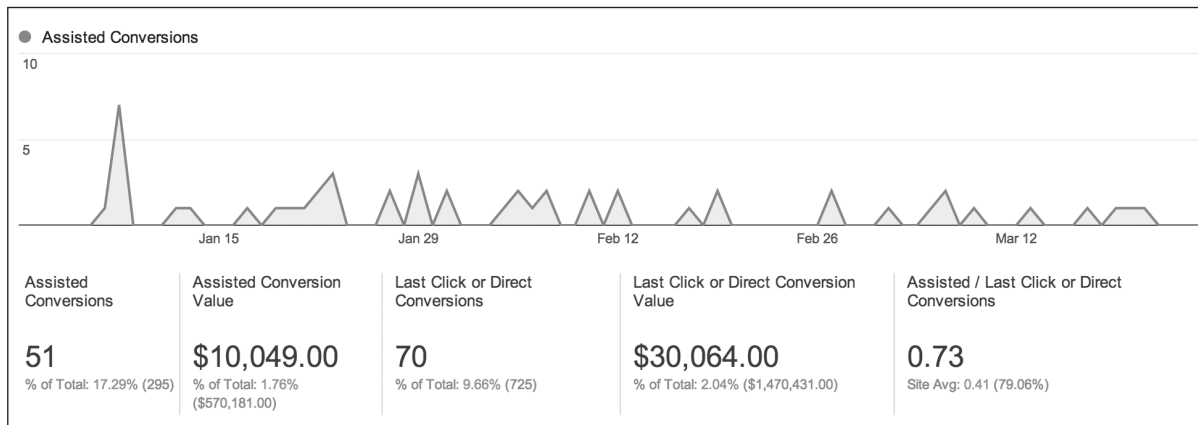 Assisted Conversions
10
5
Jan 15
Jan 29
Feb 12
Feb 26
Mar 12
Assisted
Conversions
51
% of Total: 17.29% (295)
Assisted Conversion
Value
$10,049.00
% of Total: 1.76%
($570,181.00)
Last Click or Direct
Conversions
70
% of Total: 9.66% (725)
Last Click or Direct Conversion
Value
$30,064.00
% of Total: 2.04% ($1,470,431.00)
Assisted / Last Click or Direct
Conversions
0.73
Site Avg: 0.41 (79.06%)